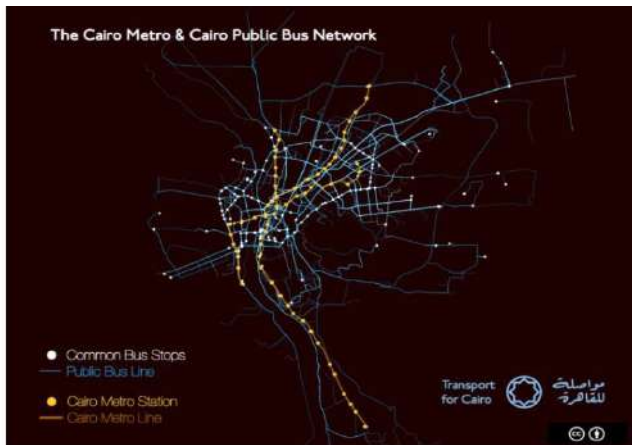 The Cairo Metro & Cairo Public Bus Network
Common Bus Stops
Public Bus Line
Cairo Metro Station
Cairo Metro Line
Transport
for Cairo
مواصلة
للقاهرة
cc